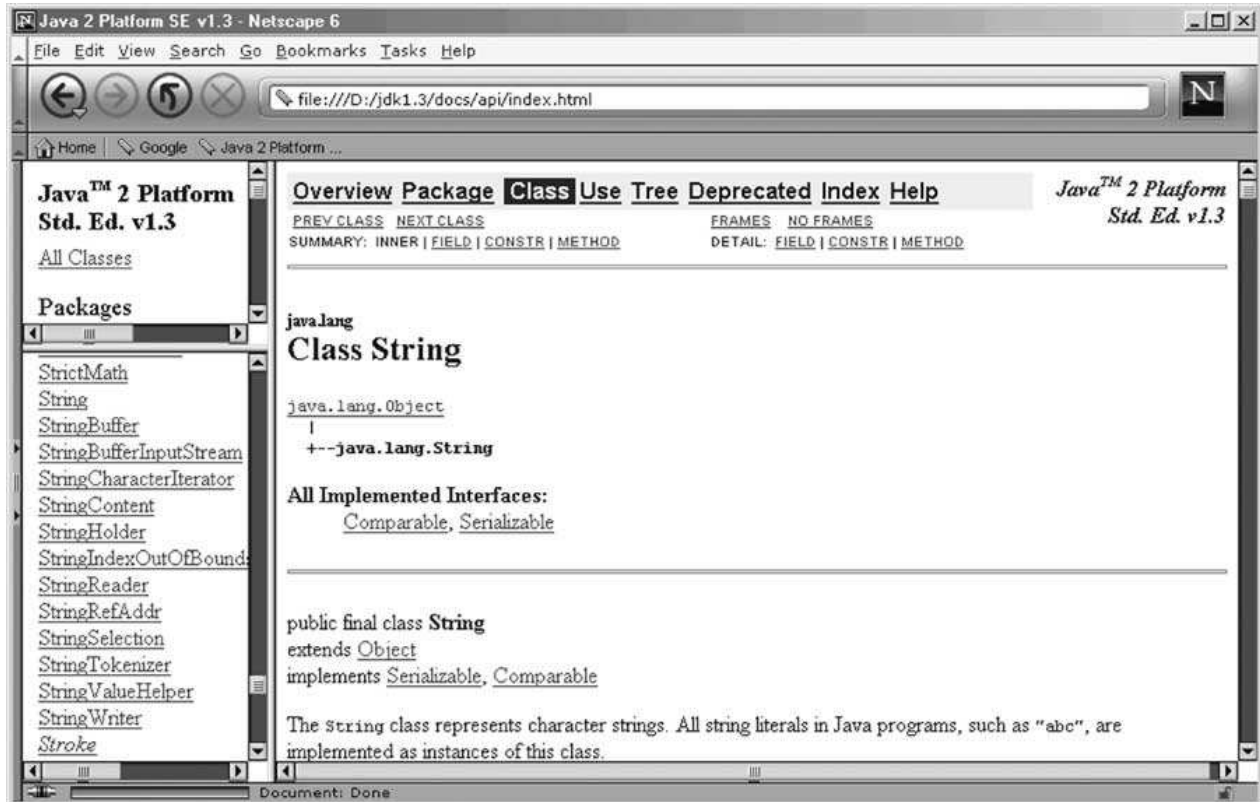 Java 2 Platform SE v1.3 - Netscape 6
File Edit View Search Go Bookmarks Tasks Help
file:///D:/jdk1.3/docs/api/index.html
N
Home Google Java 2 Platform ...
Java™ 2 Platform
Std. Ed. v1.3
All Classes
Packages
StrictMath
String
StringBuffer
StringBufferInputStream
StringCharacterIterator
StringContent
StringHolder
StringIndexOutOfBounds
StringReader
StringRefAddr
StringSelection
StringTokenizer
StringValueHelper
StringWriter
Stroke
Overview Package Class Use Tree Deprecated Index Help
Java™ 2 Platform
Std. Ed. v1.3
PREV CLASS NEXT CLASS FRAMES NO FRAMES
SUMMARY: INNER | FIELD | CONSTR | METHOD DETAIL: FIELD | CONSTR | METHOD
java.lang
Class String
java.lang.Object
|
+--java.lang.String
All Implemented Interfaces:
Comparable, Serializable
public final class String
extends Object
implements Serializable, Comparable
The String class represents character strings. All string literals in Java programs, such as "abc", are
implemented as instances of this class.
Document: Done